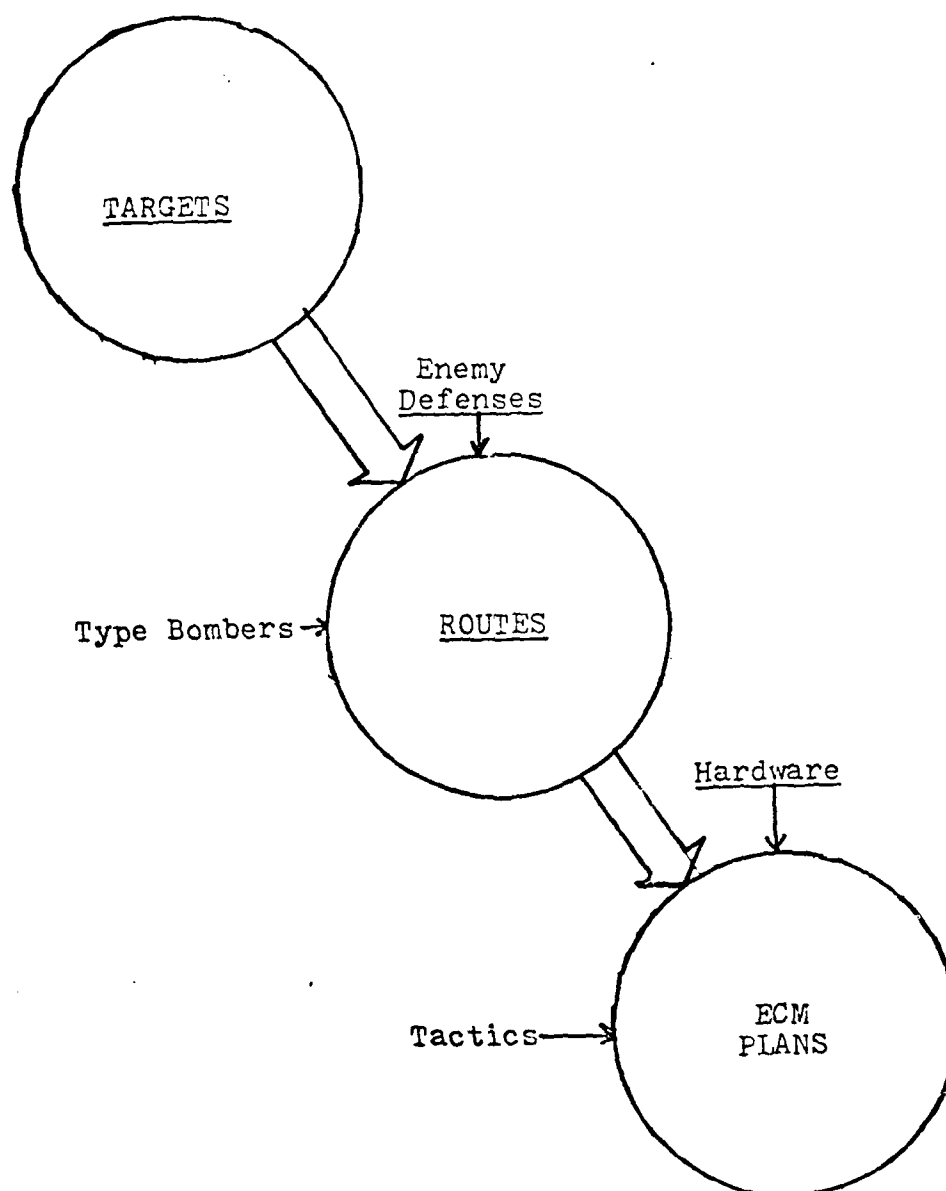 TARGETS
Enemy
Defenses
Type Bombers
ROUTES
Hardware
Tactics
ECM
PLANS